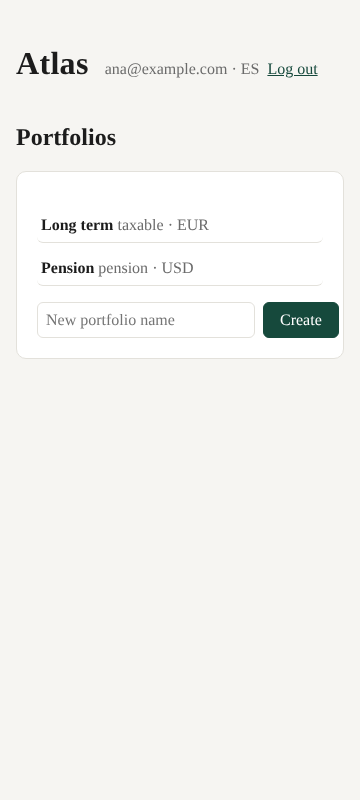 Atlas ana@example.com · ES Log out
Portfolios
Long term taxable · EUR
Pension pension · USD
New portfolio name Create